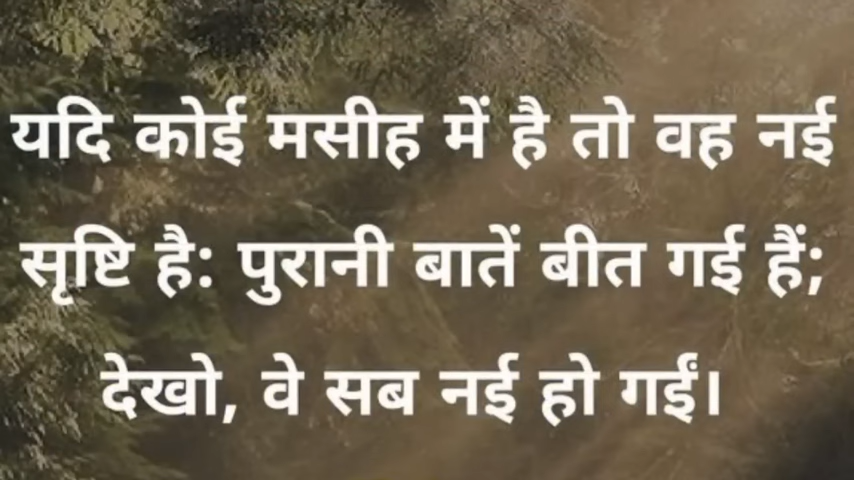 यदि कोई मसीह में है तो वह नई
सृष्टि है: पुरानी बातें बीत गई हैं;
देखो, वे सब नई हो गईं।